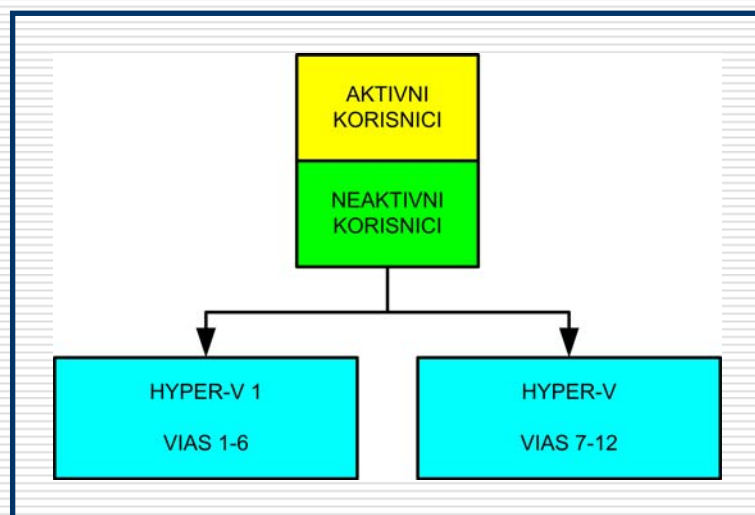 AKTIVNI
KORISNICI
NEAKTIVNI
KORISNICI
HYPER-V 1
VIAS 1-6
HYPER-V
VIAS 7-12